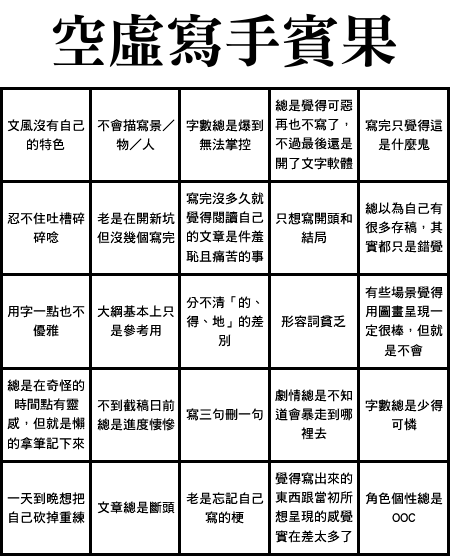 空虛寫手賓果
文風沒有自己
的特色
不會描寫景／
物／人
字數總是爆到
無法掌控
總是覺得可惡
再也不寫了，
不過最後還是
開了文字軟體
寫完只覺得這
是什麼鬼
忍不住吐槽碎
碎唸
老是在開新坑
但沒幾個寫完
寫完沒多久就
覺得閱讀自己
的文章是件羞
恥且痛苦的事
只想寫開頭和
結局
總以為自己有
很多存稿，其
實都只是錯覺
用字一點也不
優雅
大綱基本上只
是參考用
分不清「的、
得、地」的差
別
形容詞貧乏
有些場景覺得
用圖畫呈現一
定很棒，但就
是不會
總是在奇怪的
時間點有靈
感，但就是懶
的拿筆記下來
不到截稿日前
總是進度悽慘
寫三句刪一句
劇情總是不知
道會暴走到哪
裡去
字數總是少得
可憐
一天到晚想把
自己砍掉重練
文章總是斷頭
老是忘記自己
寫的梗
覺得寫出來的
東西跟當初所
想呈現的感覺
實在差太多了
角色個性總是
OOC